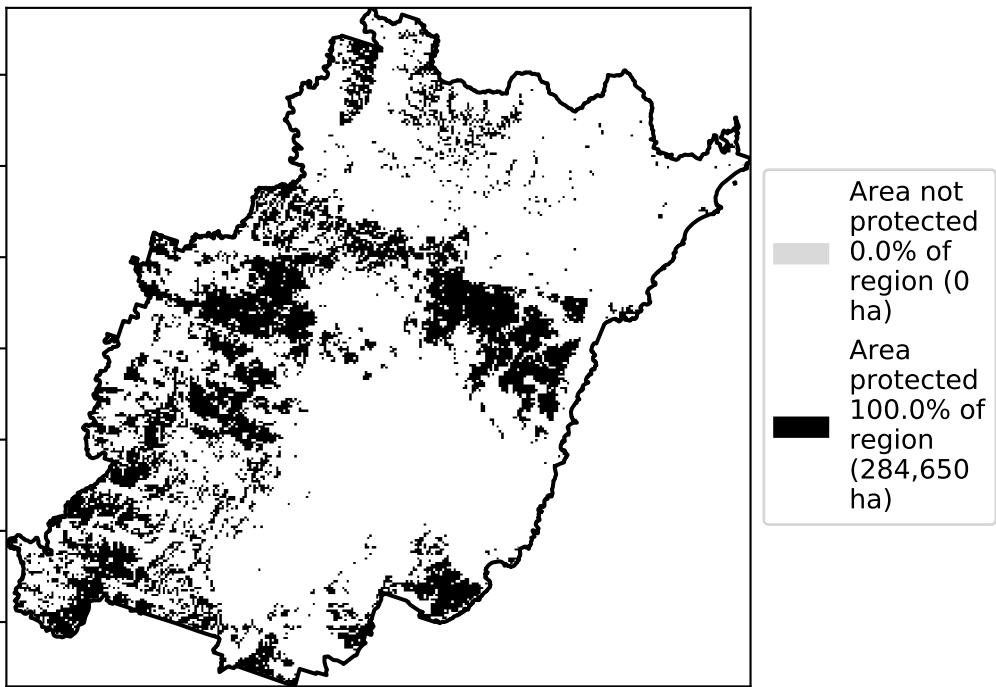 Area not
protected
0.0% of
region (0
ha)
Area
protected
100.0% of
region
(284,650
ha)